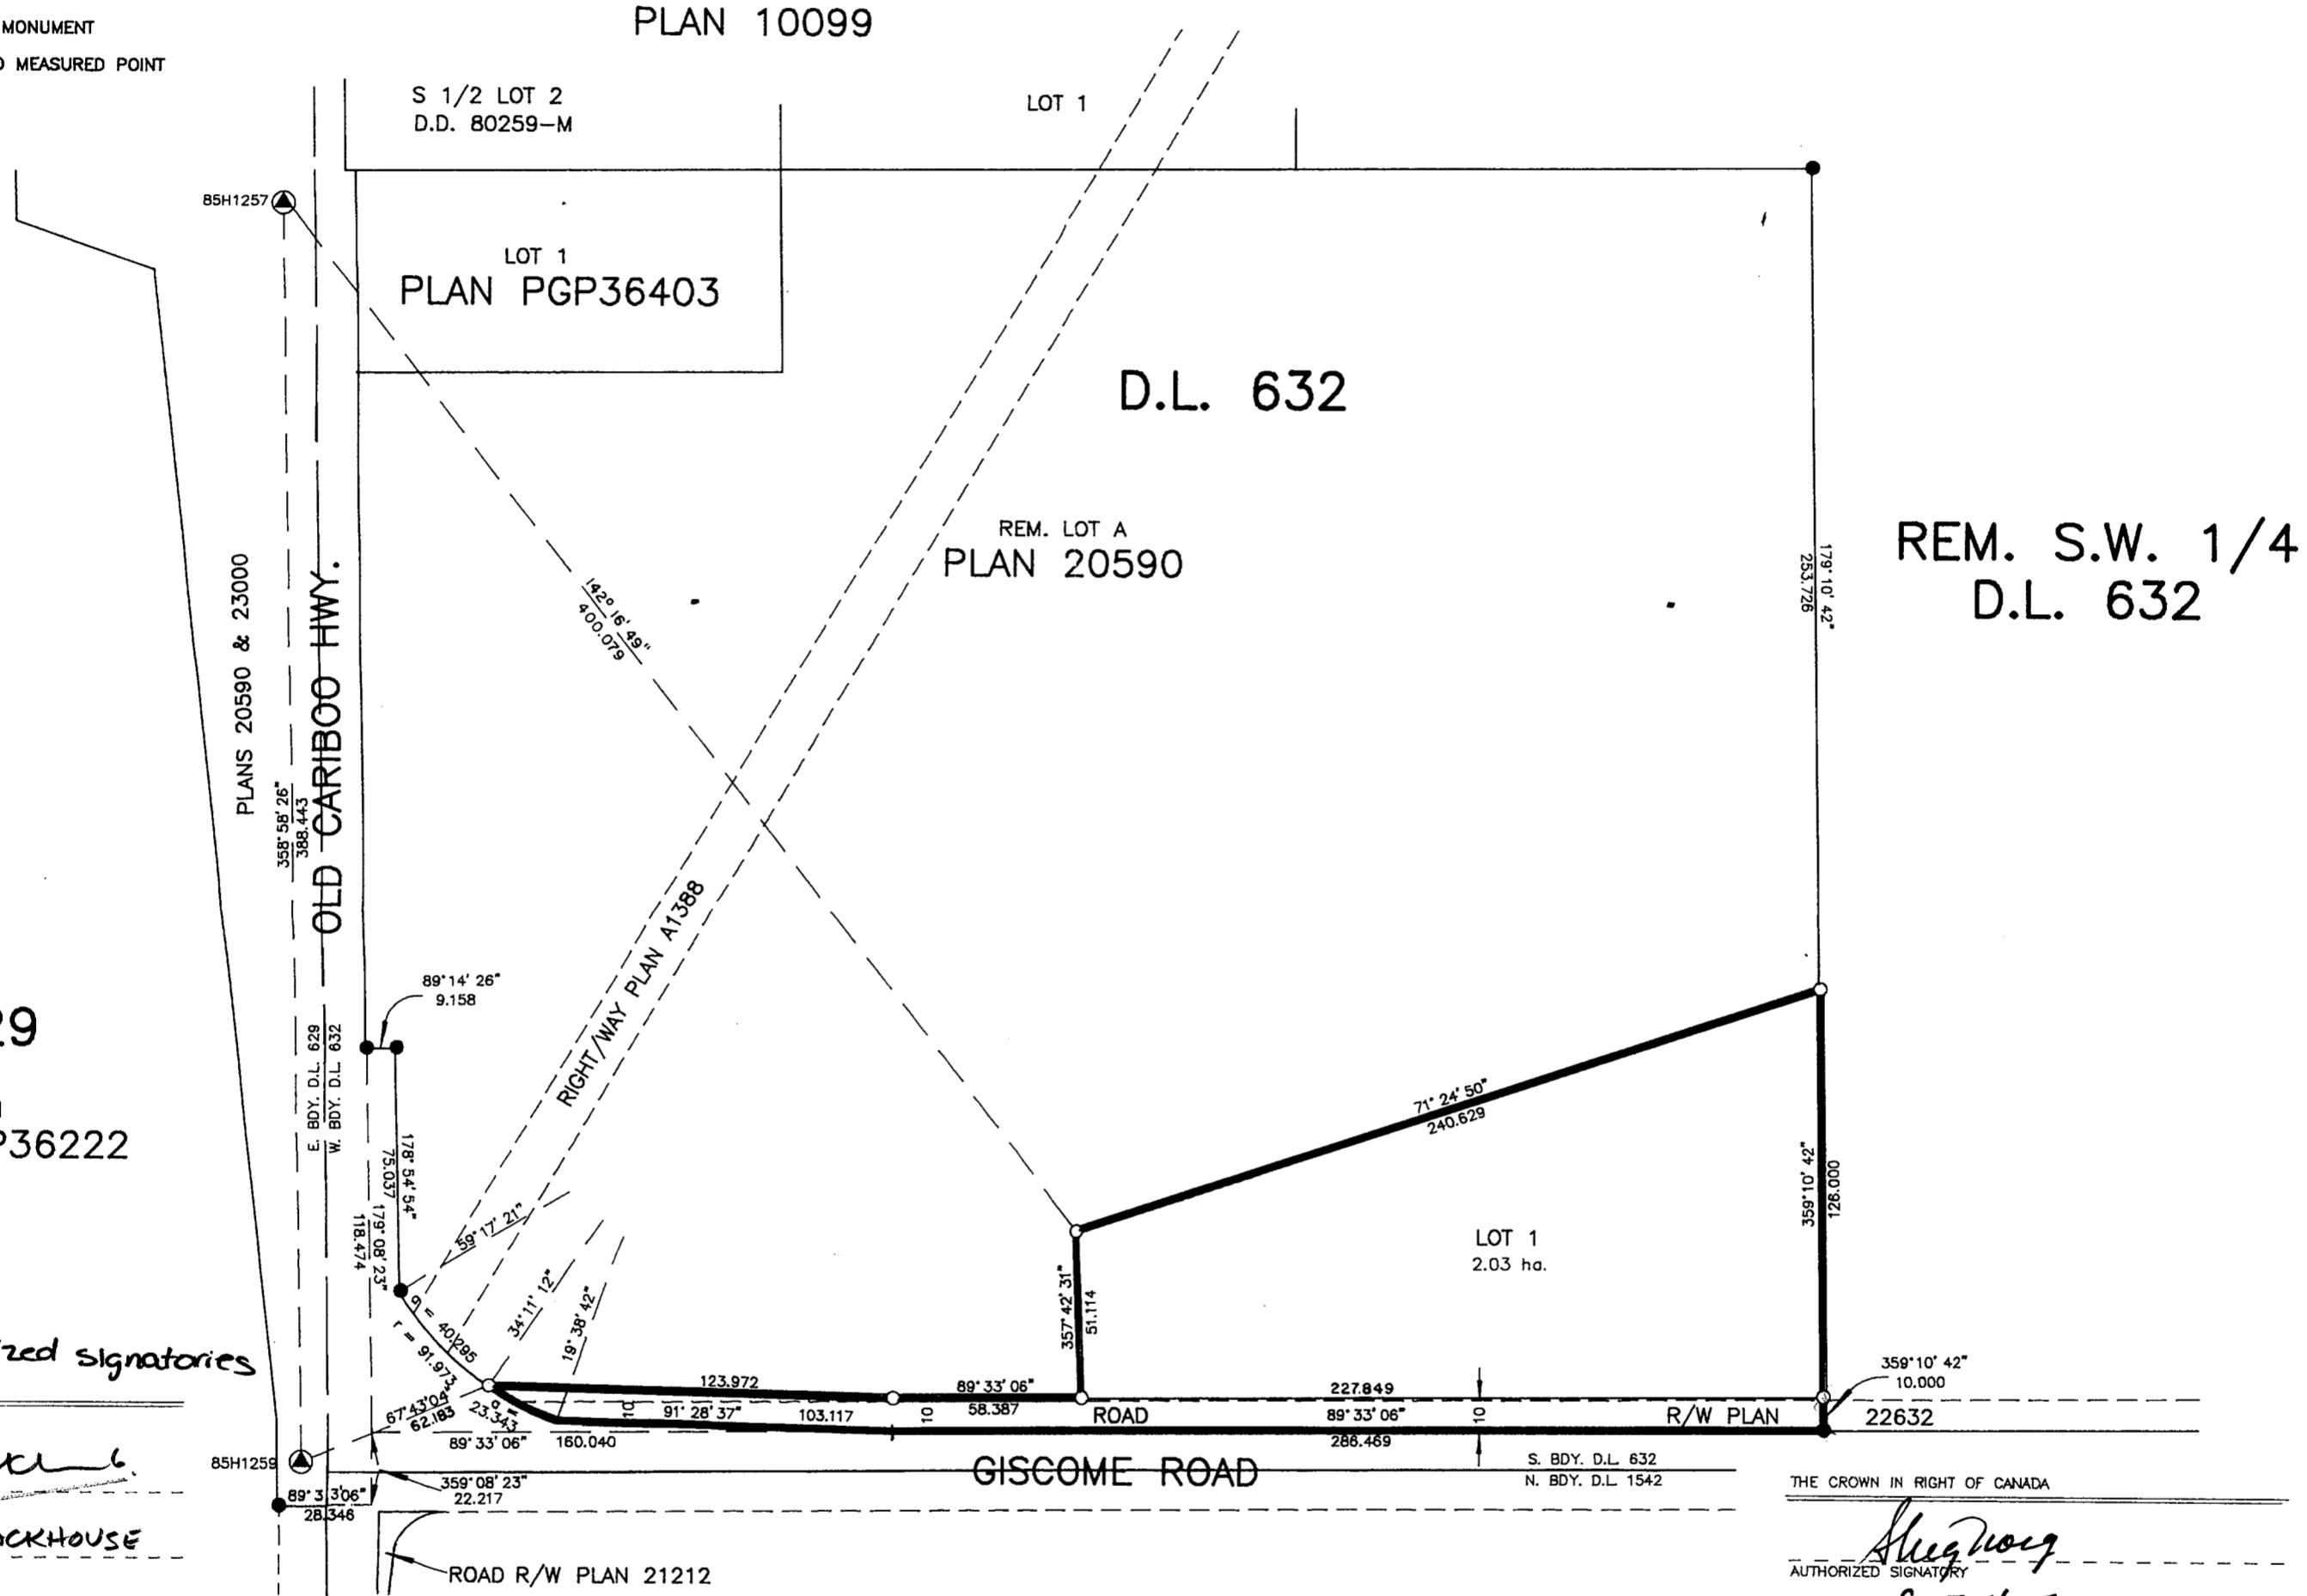 MONUMENT
MEASURED POINT
PLAN 10099
S 1/2 LOT 2
D.D. 80259-M
LOT 1
85H1257
LOT 1
PLAN PGP36403
D.L. 632
REM. LOT A
PLAN 20590
REM. S.W. 1/4
D.L. 632
179° 10' 42"
253.726
142° 16' 49"
400.079
PLANS 20590 & 23000
358° 58' 26"
388.443
OLD CARIBOO HWY.
E. BDY. D.L. 629
W. BDY. D.L. 632
89° 14' 26"
9.158
RIGHT/WAY PLAN A1388
29
P36222
178° 54' 54"
75.037
179° 08' 23"
118.474
59° 17' 21"
34° 11' 12"
19° 38' 42"
a = 40.295
r = 91.973
71° 24' 50"
240.629
LOT 1
2.03 ha.
359° 10' 42"
128.000
357° 42' 31"
51.114
zed signatories
67° 43' 04"
62.183
a = 23.343
123.972
10
91° 28' 37"
103.117
10
89° 33' 06"
58.387
ROAD
227.849
89° 33' 06"
10
R/W PLAN 22632
359° 10' 42"
10.000
286.469
89° 33' 06"
160.040
85H1259
GISCOME ROAD
S. BDY. D.L. 632
N. BDY. D.L. 1542
359° 08' 23"
22.217
89° 33' 06"
28.346
ACKHOUSE
ROAD R/W PLAN 21212
THE CROWN IN RIGHT OF CANADA
AUTHORIZED SIGNATORY